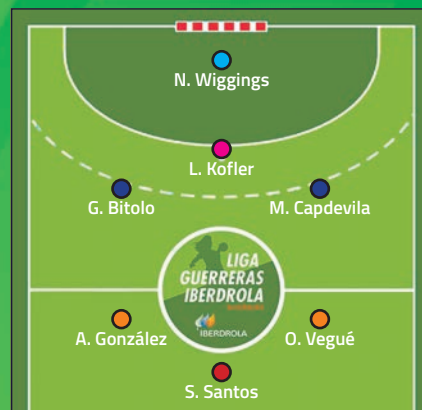 N. Wiggings
L. Kofler
G. Bitolo
M. Capdevila
LIGA
GUERRERAS
IBERDROLA
IBERDROLA
A. González
O. Vegué
S. Santos